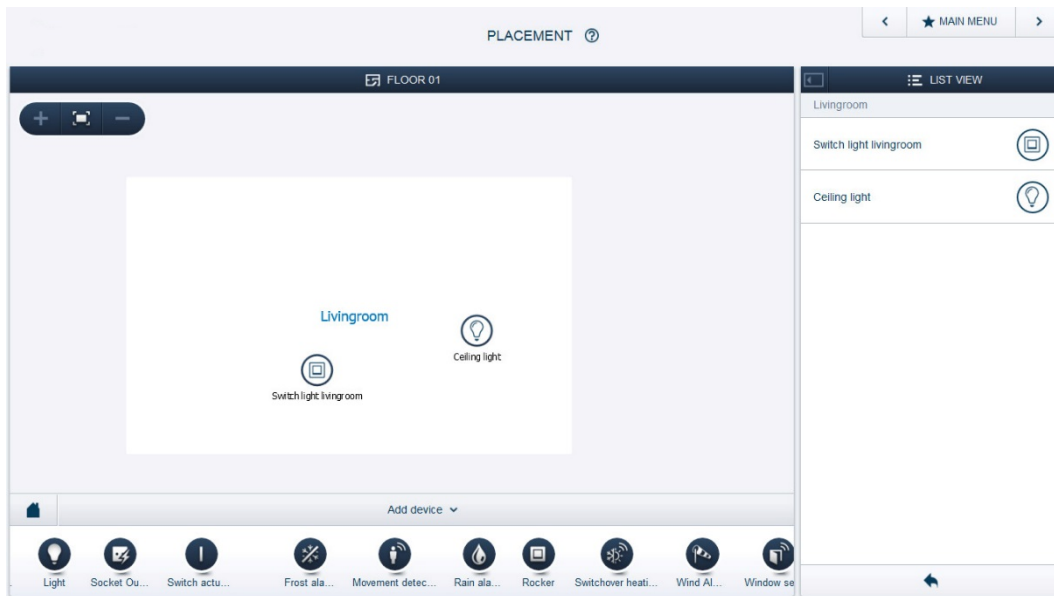 PLACEMENT ?
MAIN MENU
FLOOR 01
LIST VIEW
Livingroom
Switch light livingroom
Ceiling light
Livingroom
Ceiling light
Switch light livingroom
Add device
Light
Socket Ou...
Switch actu...
Frost ala...
Movement detec...
Rain ala...
Rocker
Switchover heati...
Wind Al...
Window se